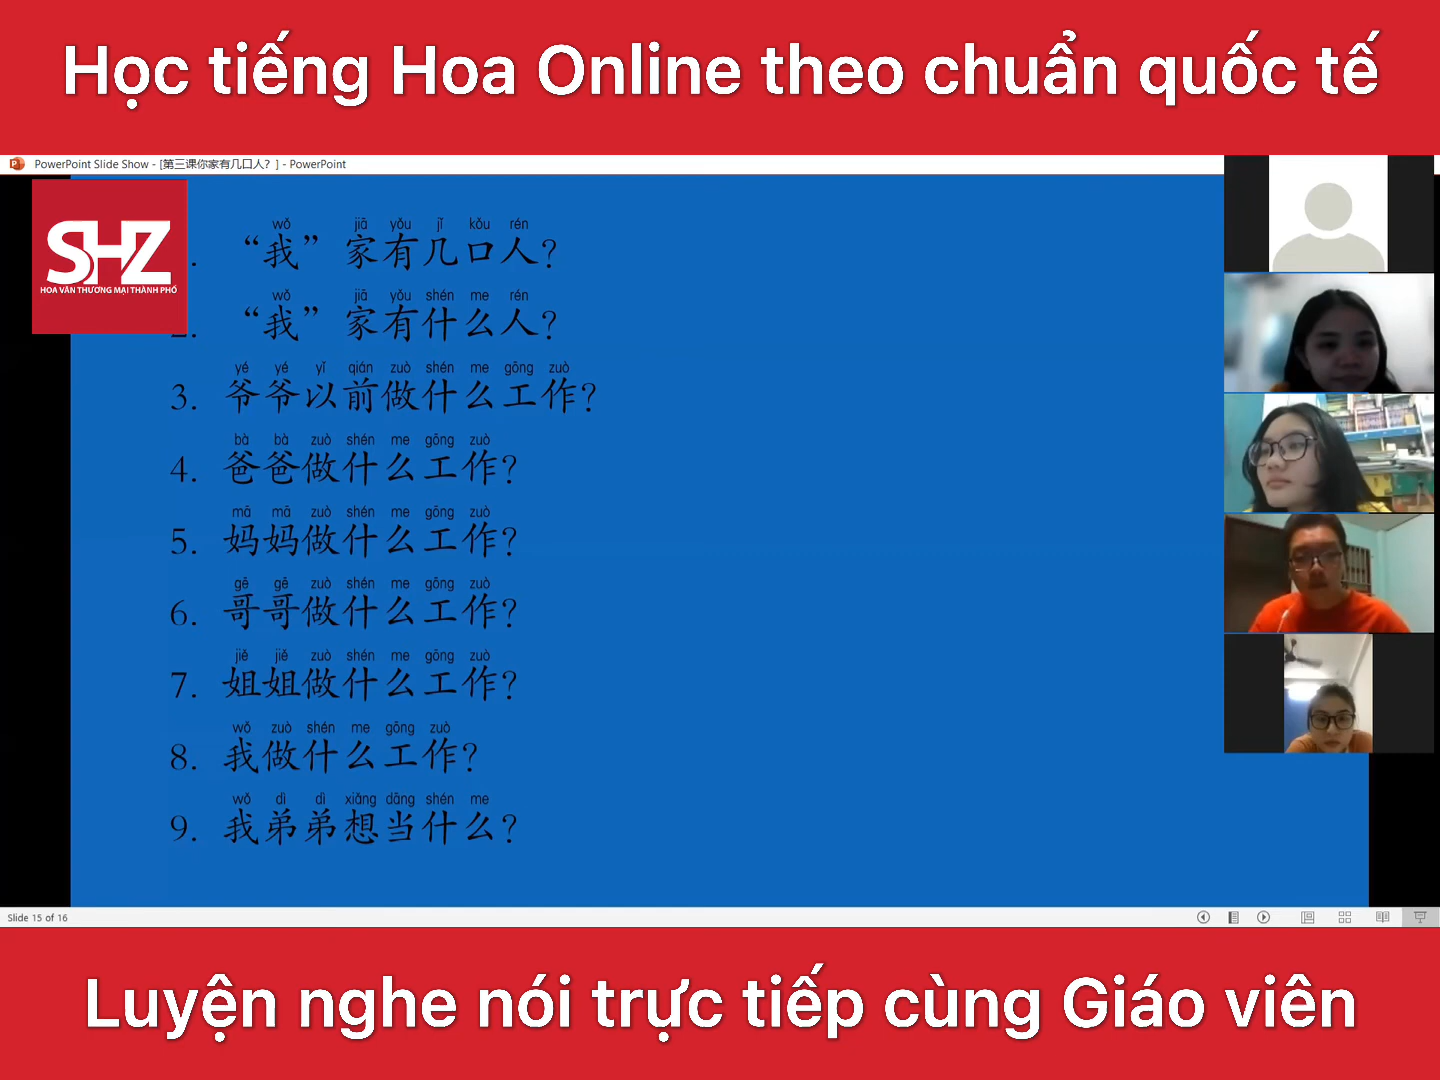 Học tiếng Hoa Online theo chuẩn quốc tế
PowerPoint Slide Show - [第三课你家有几口人? ] - PowerPoint
SHZ
HOA VĂN THƯƠNG MẠI THÀNH PHỐ
wǒ jiā yǒu jǐ kǒu rén
. “我”家有几口人?
wǒ jiā yǒu shén me rén
2. “我”家有什么人?
yé yé yǐ qián zuò shén me gōng zuò
3. 爷爷以前做什么工作?
bà bà zuò shén me gōng zuò
4. 爸爸做什么工作?
mā mā zuò shén me gōng zuò
5. 妈妈做什么工作?
gē gē zuò shén me gōng zuò
6. 哥哥做什么工作?
jiě jiě zuò shén me gōng zuò
7. 姐姐做什么工作?
wǒ zuò shén me gōng zuò
8. 我做什么工作?
wǒ dì dì xiǎng dāng shén me
9. 我弟弟想当什么?
Slide 15 of 16
Luyện nghe nói trực tiếp cùng Giáo viên